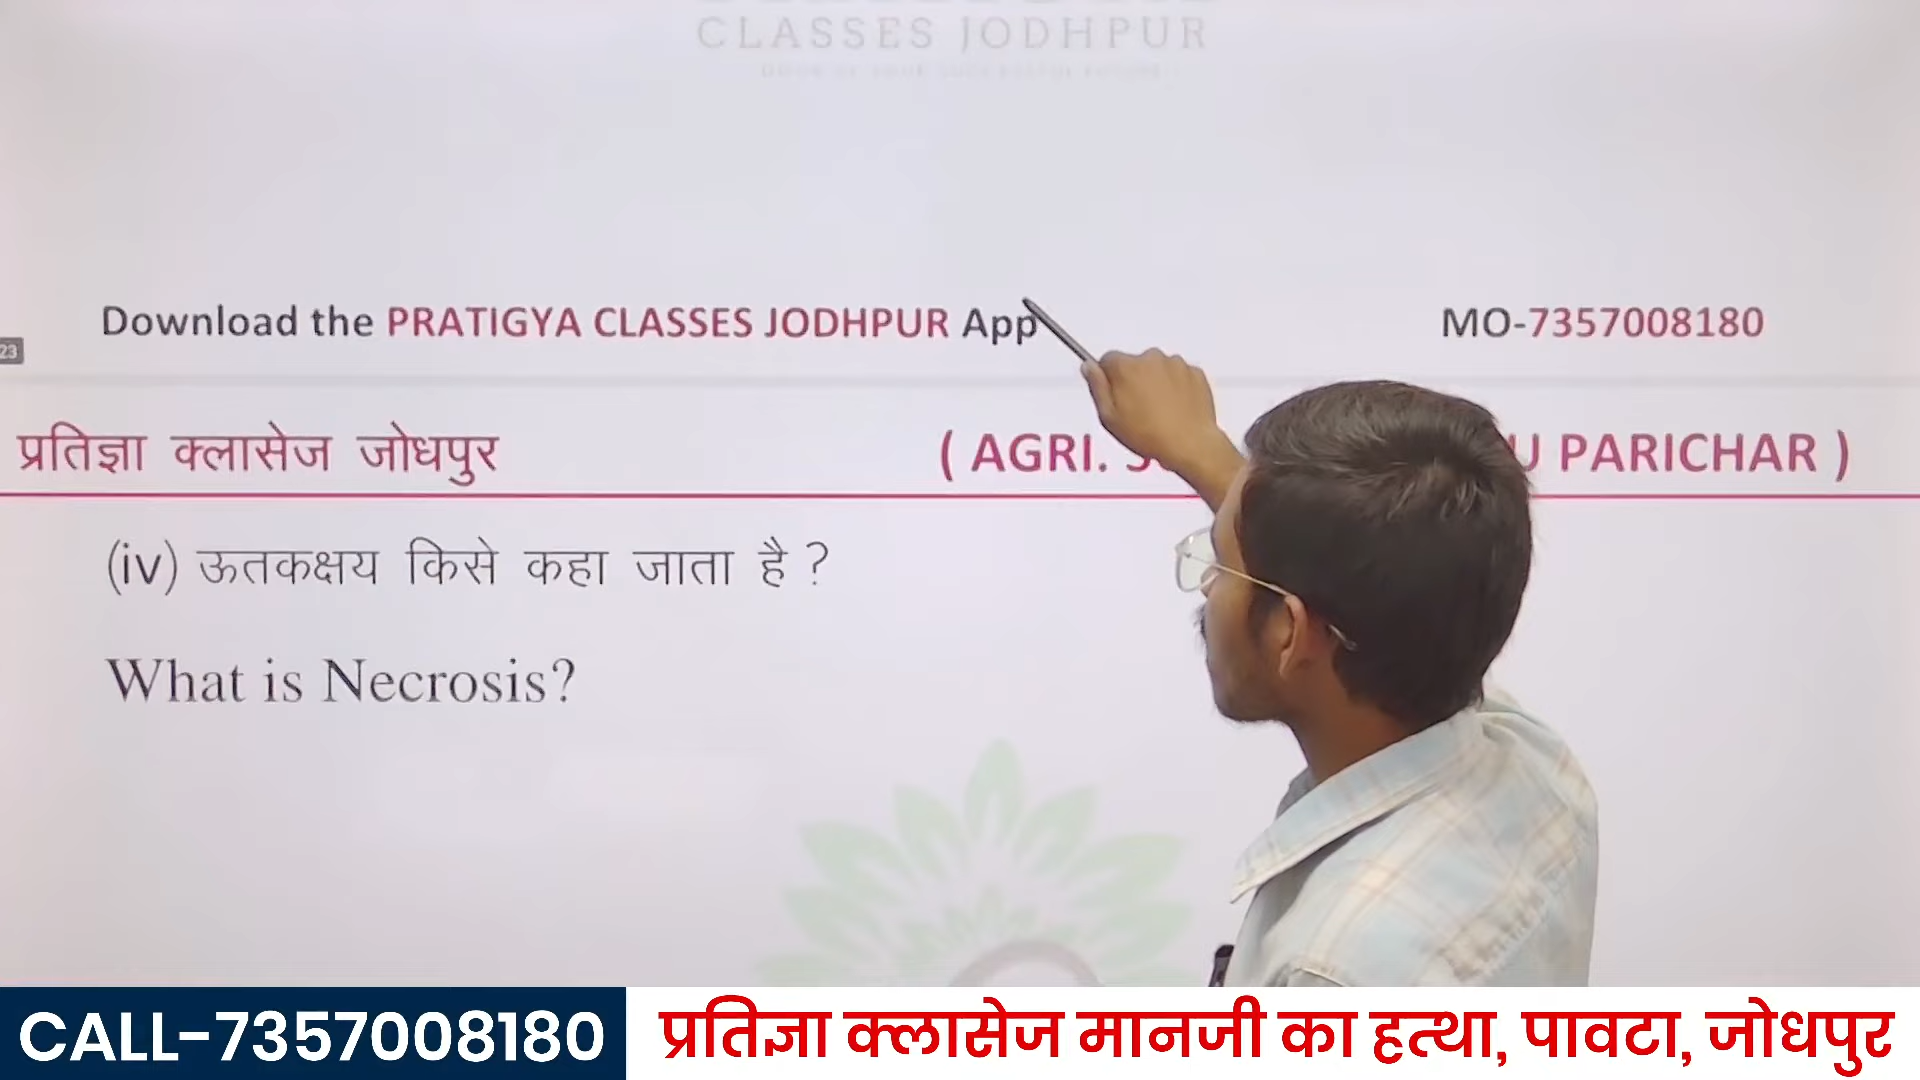 CLASSES JODHPUR
Download the PRATIGYA CLASSES JODHPUR App
MO-7357008180
23
प्रतिज्ञा क्लासेज जोधपुर
( AGRI. PARICHAR )
(iv) ऊतकक्षय किसे कहा जाता है ?
What is Necrosis?
CALL-7357008180
प्रतिज्ञा क्लासेज मानजी का हत्था, पावटा, जोधपुर